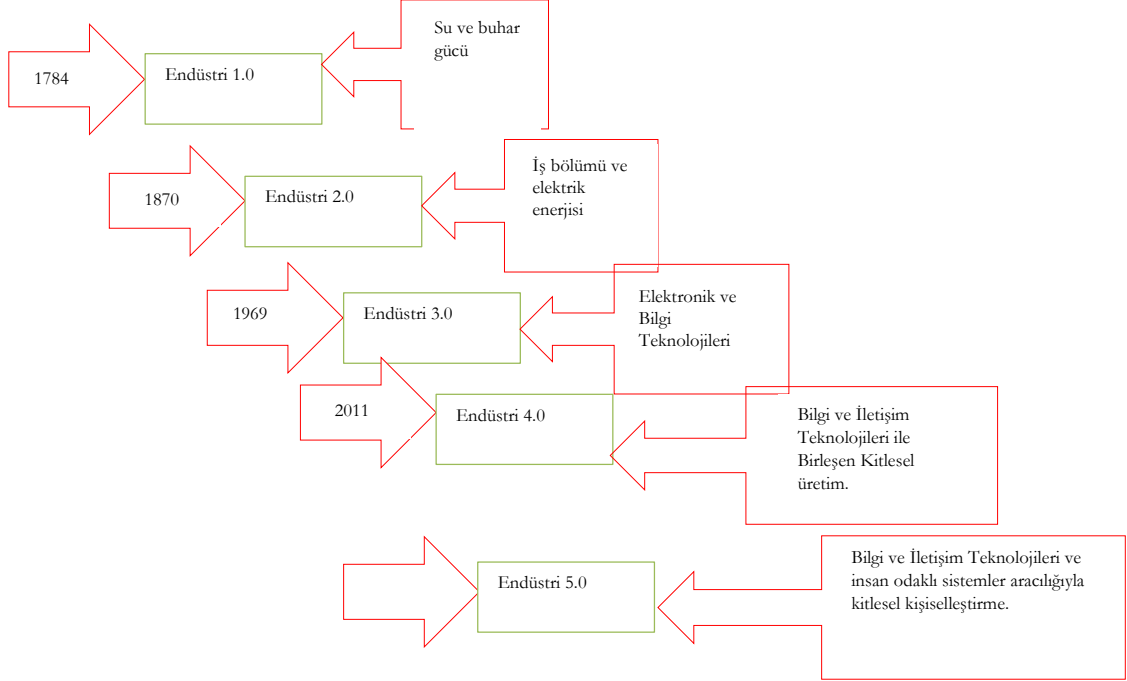 1784
Endüstri 1.0
Su ve buhar
gücü
1870
Endüstri 2.0
İş bölümü ve
elektrik
enerjisi
1969
Endüstri 3.0
Elektronik ve
Bilgi
Teknolojileri
2011
Endüstri 4.0
Bilgi ve İletişim
Teknolojileri ile
Birleşen Kitlesel
üretim.
Endüstri 5.0
Bilgi ve İletişim Teknolojileri ve
insan odaklı sistemler aracılığıyla
kitlesel kişiselleştirme.